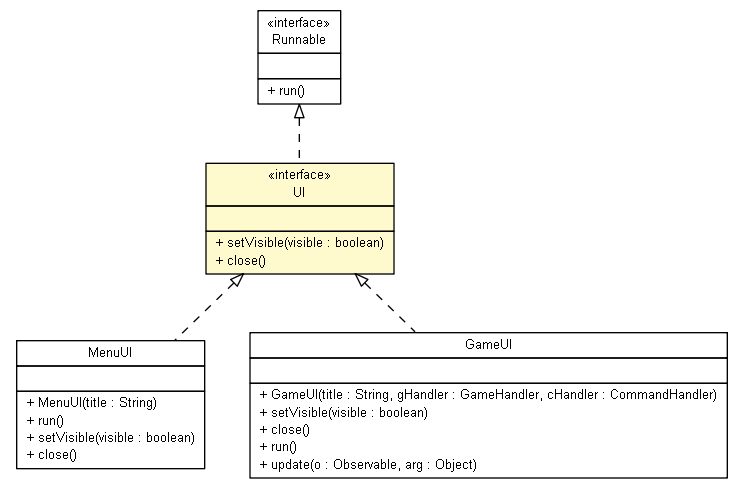 «interface»
Runnable
+ run()
«interface»
UI
+ setVisible(visible : boolean)
+ close()
MenuUI
+ MenuUI(title : String)
+ run()
+ setVisible(visible : boolean)
+ close()
GameUI
+ GameUI(title : String, gHandler : GameHandler, cHandler : CommandHandler)
+ setVisible(visible : boolean)
+ close()
+ run()
+ update(o : Observable, arg : Object)